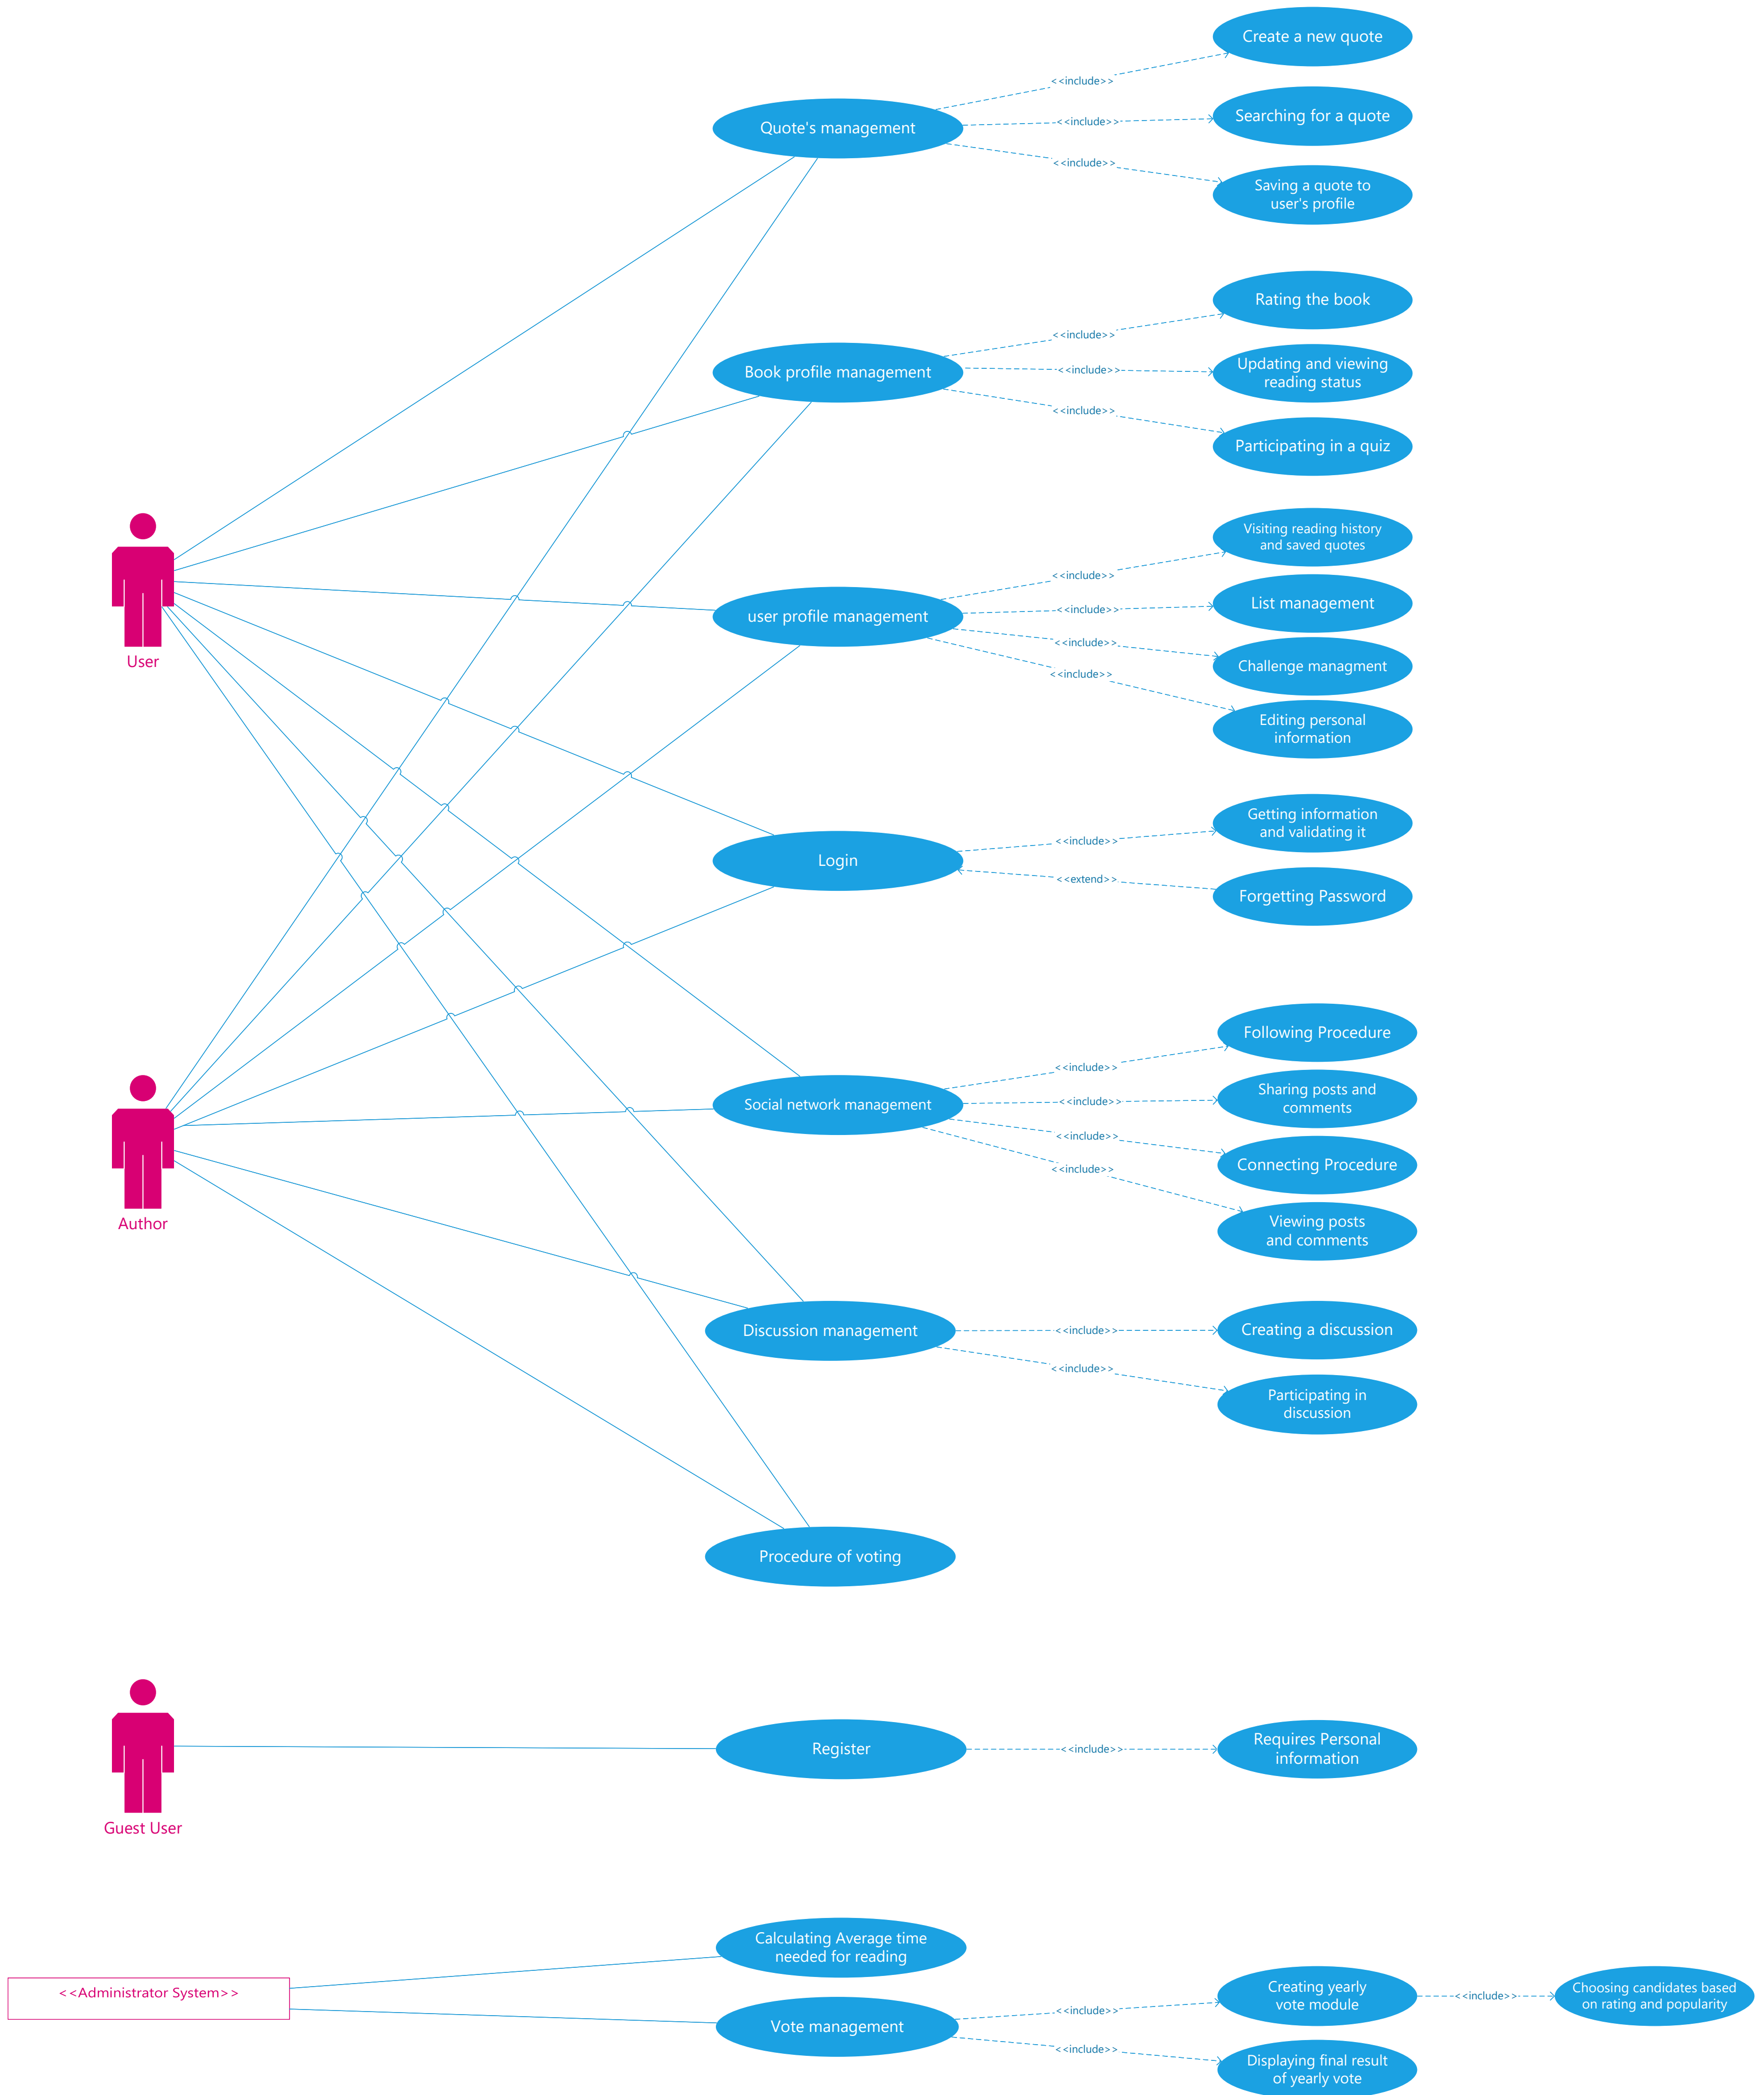 Create a new quote
<<include>>
Quote's management
<<include>>
Searching for a quote
<<include>>
Saving a quote to
user's profile
Rating the book
<<include>>
Book profile management
<<include>>
Updating and viewing
reading status
<<include>>
Participating in a quiz
User
Visiting reading history
and saved quotes
<<include>>
user profile management
<<include>>
List management
<<include>>
Challenge managment
<<include>>
Editing personal
information
Login
<<include>>
Getting information
and validating it
<<extend>>
Forgetting Password
Author
Following Procedure
<<include>>
Social network management
<<include>>
Sharing posts and
comments
<<include>>
Connecting Procedure
<<include>>
Viewing posts
and comments
Discussion management
<<include>>
Creating a discussion
<<include>>
Participating in
discussion
Procedure of voting
Guest User
Register
<<include>>
Requires Personal
information
<<Administrator System>>
Calculating Average time
needed for reading
Vote management
<<include>>
Creating yearly
vote module
<<include>>
Choosing candidates based
on rating and popularity
<<include>>
Displaying final result
of yearly vote